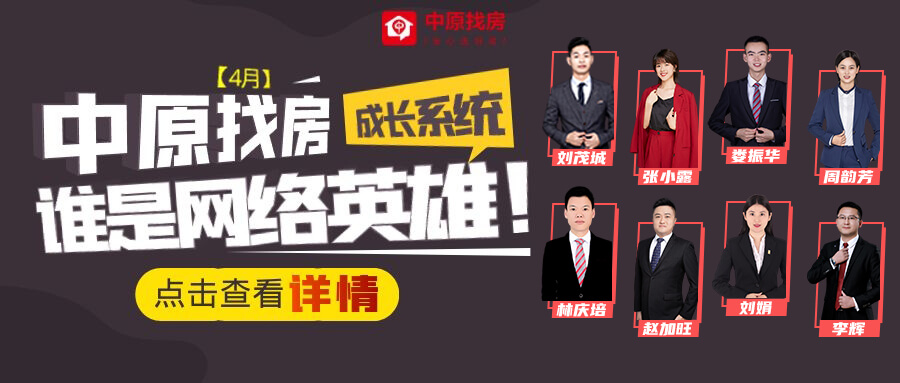 中原找房
【4月】
中原找房
成长系统
谁是网络英雄！
点击查看详情
刘茂城
张小露
娄振华
周韵芳
林庆培
赵加旺
刘娟
李辉